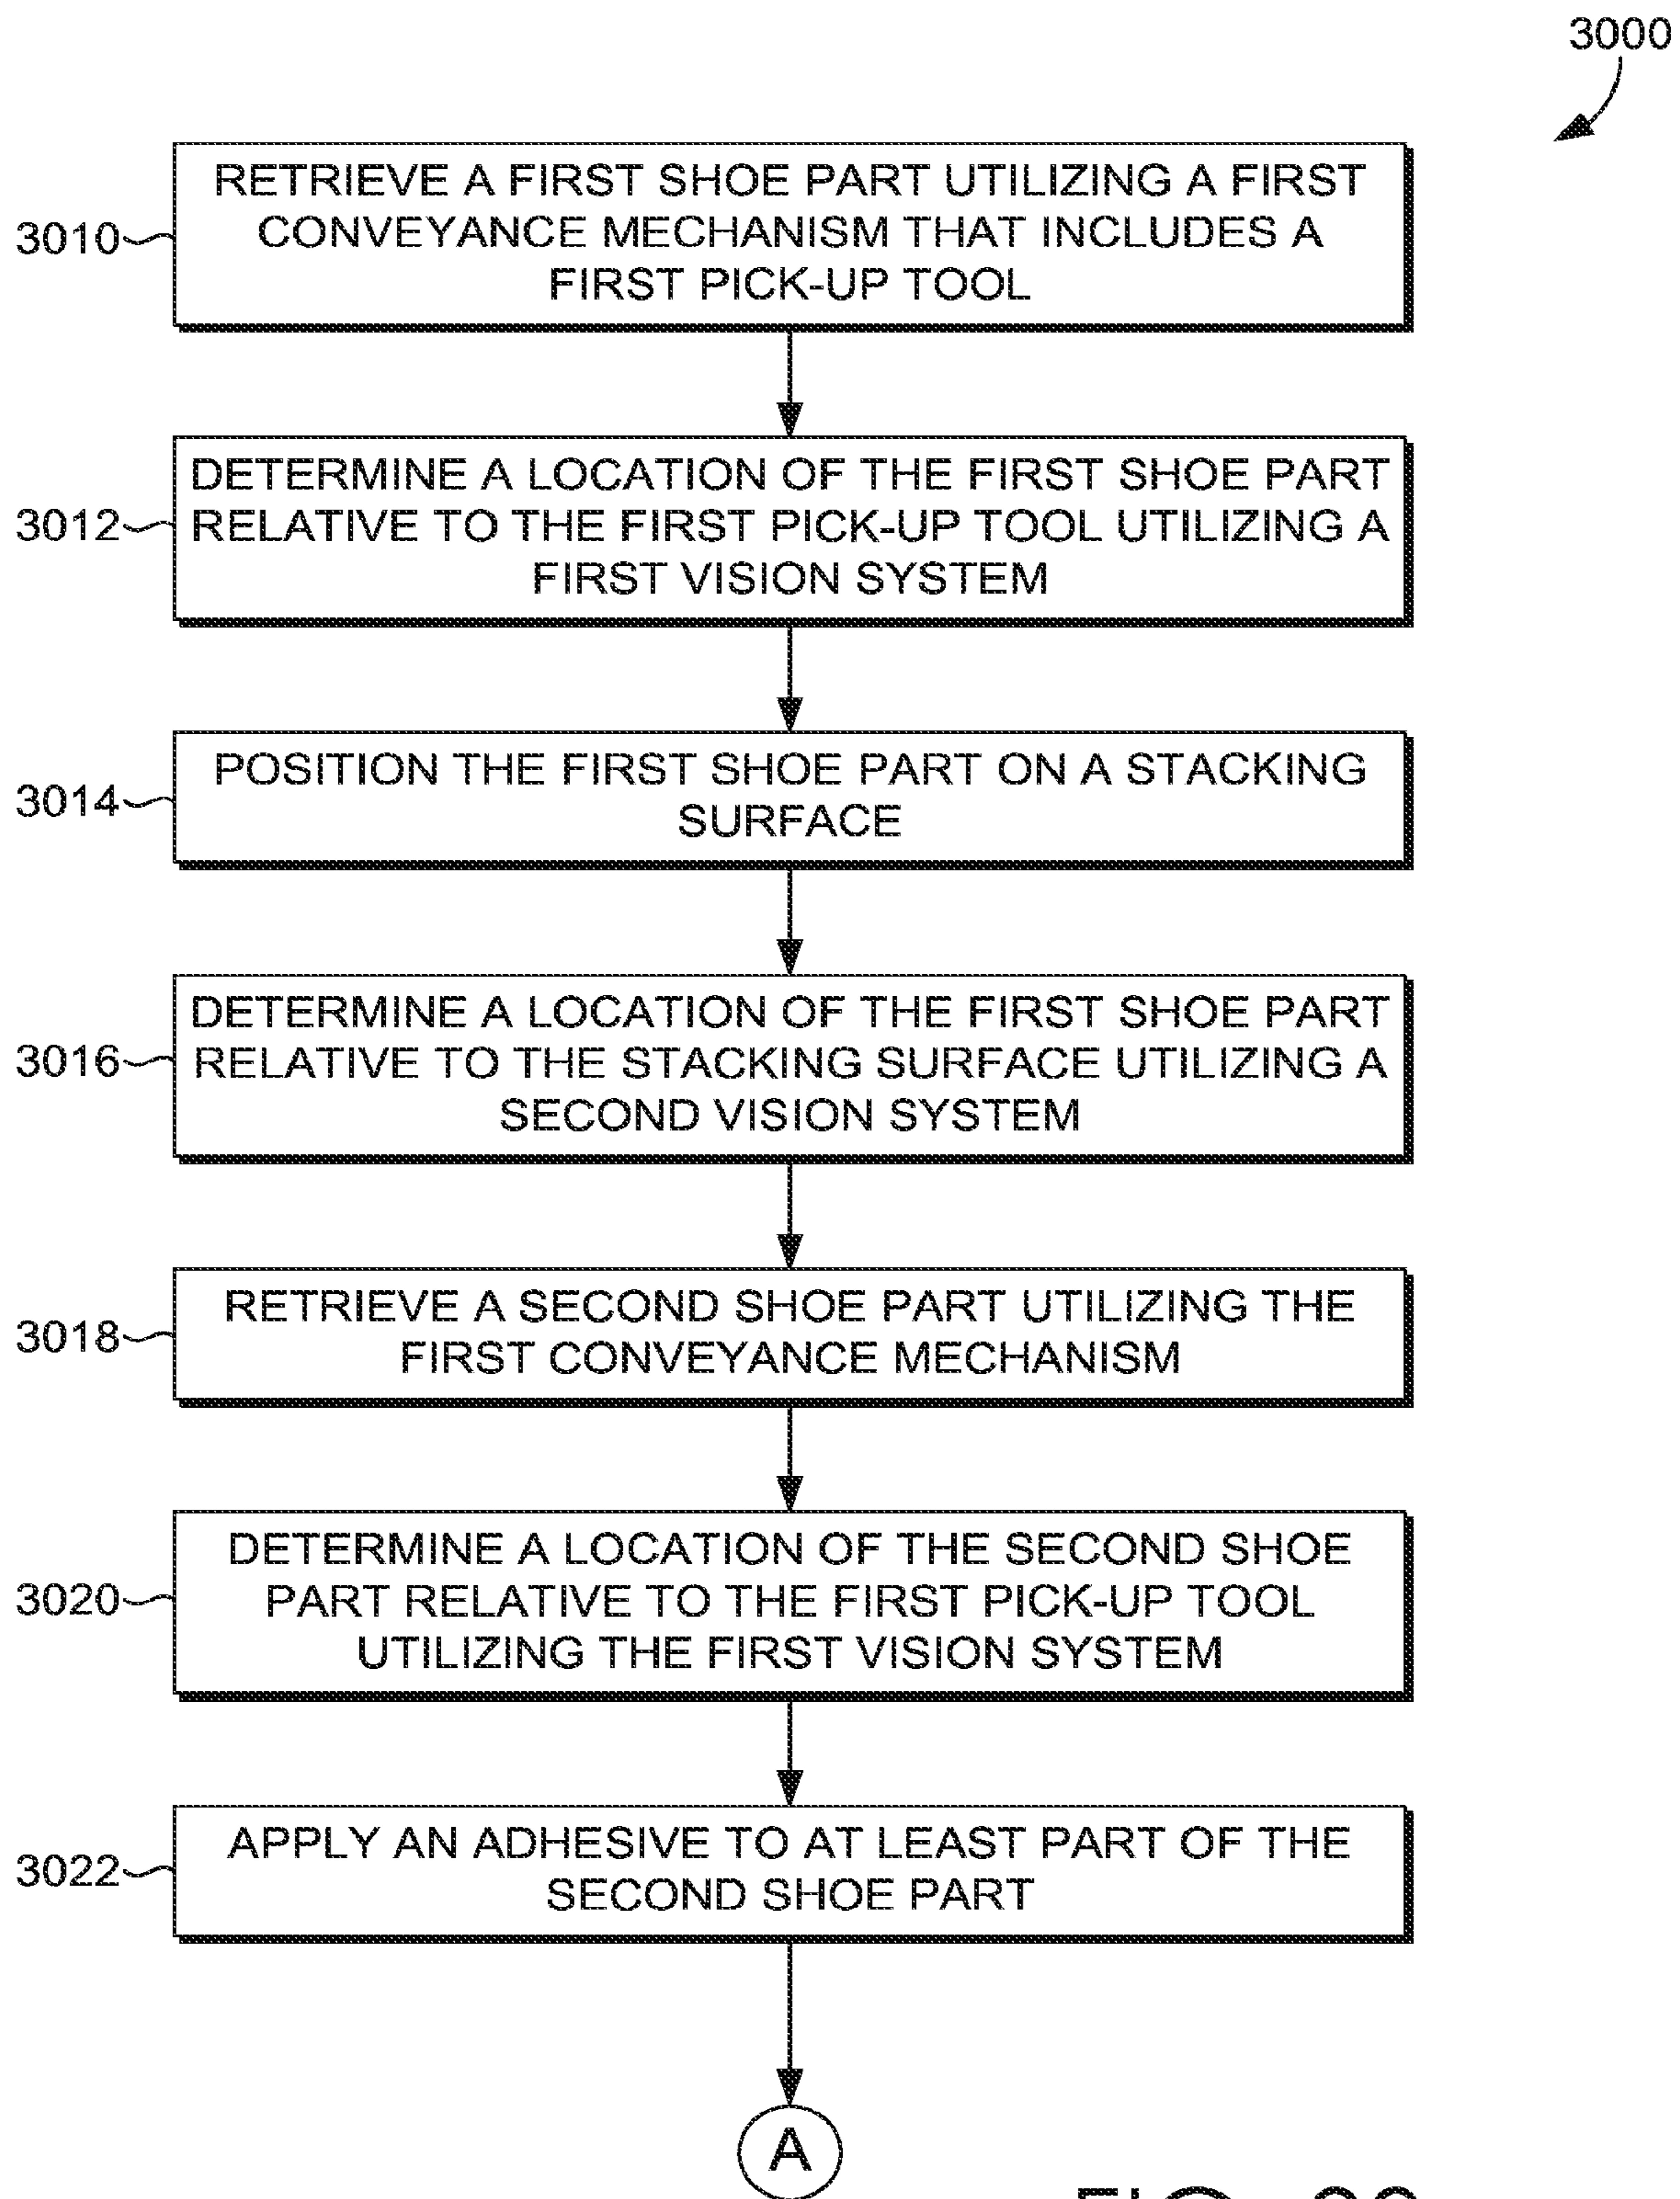 3000
3010
RETRIEVE A FIRST SHOE PART UTILIZING A FIRST
CONVEYANCE MECHANISM THAT INCLUDES A
FIRST PICK-UP TOOL
3012
DETERMINE A LOCATION OF THE FIRST SHOE PART
RELATIVE TO THE FIRST PICK-UP TOOL UTILIZING A
FIRST VISION SYSTEM
3014
POSITION THE FIRST SHOE PART ON A STACKING
SURFACE
3016
DETERMINE A LOCATION OF THE FIRST SHOE PART
RELATIVE TO THE STACKING SURFACE UTILIZING A
SECOND VISION SYSTEM
3018
RETRIEVE A SECOND SHOE PART UTILIZING THE
FIRST CONVEYANCE MECHANISM
3020
DETERMINE A LOCATION OF THE SECOND SHOE
PART RELATIVE TO THE FIRST PICK-UP TOOL
UTILIZING THE FIRST VISION SYSTEM
3022
APPLY AN ADHESIVE TO AT LEAST PART OF THE
SECOND SHOE PART
A